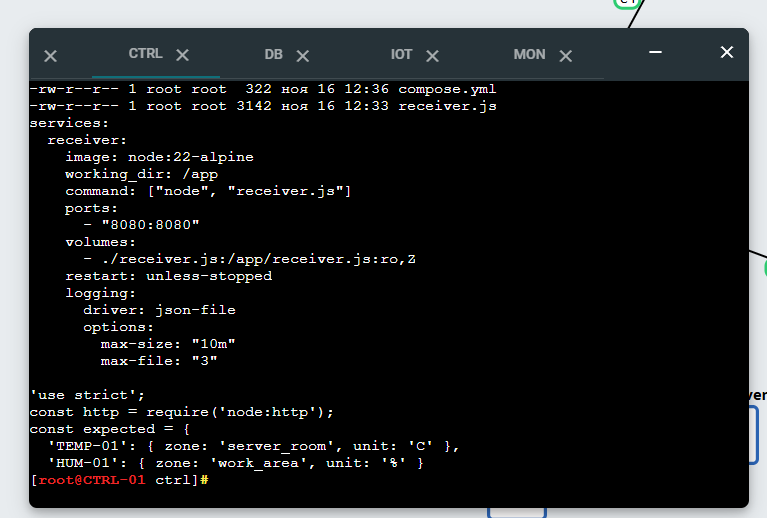 CTRL DB IOT MON
-rw-r--r-- 1 root root  322 ноя 16 12:36 compose.yml
-rw-r--r-- 1 root root 3142 ноя 16 12:33 receiver.js
services:
  receiver:
    image: node:22-alpine
    working_dir: /app
    command: ["node", "receiver.js"]
    ports:
      - "8080:8080"
    volumes:
      - ./receiver.js:/app/receiver.js:ro,Z
    restart: unless-stopped
    logging:
      driver: json-file
      options:
        max-size: "10m"
        max-file: "3"
'use strict';
const http = require('node:http');
const expected = {
  'TEMP-01': { zone: 'server_room', unit: 'C' },
  'HUM-01': { zone: 'work_area', unit: '%' }
[root@CTRL-01 ctrl]#